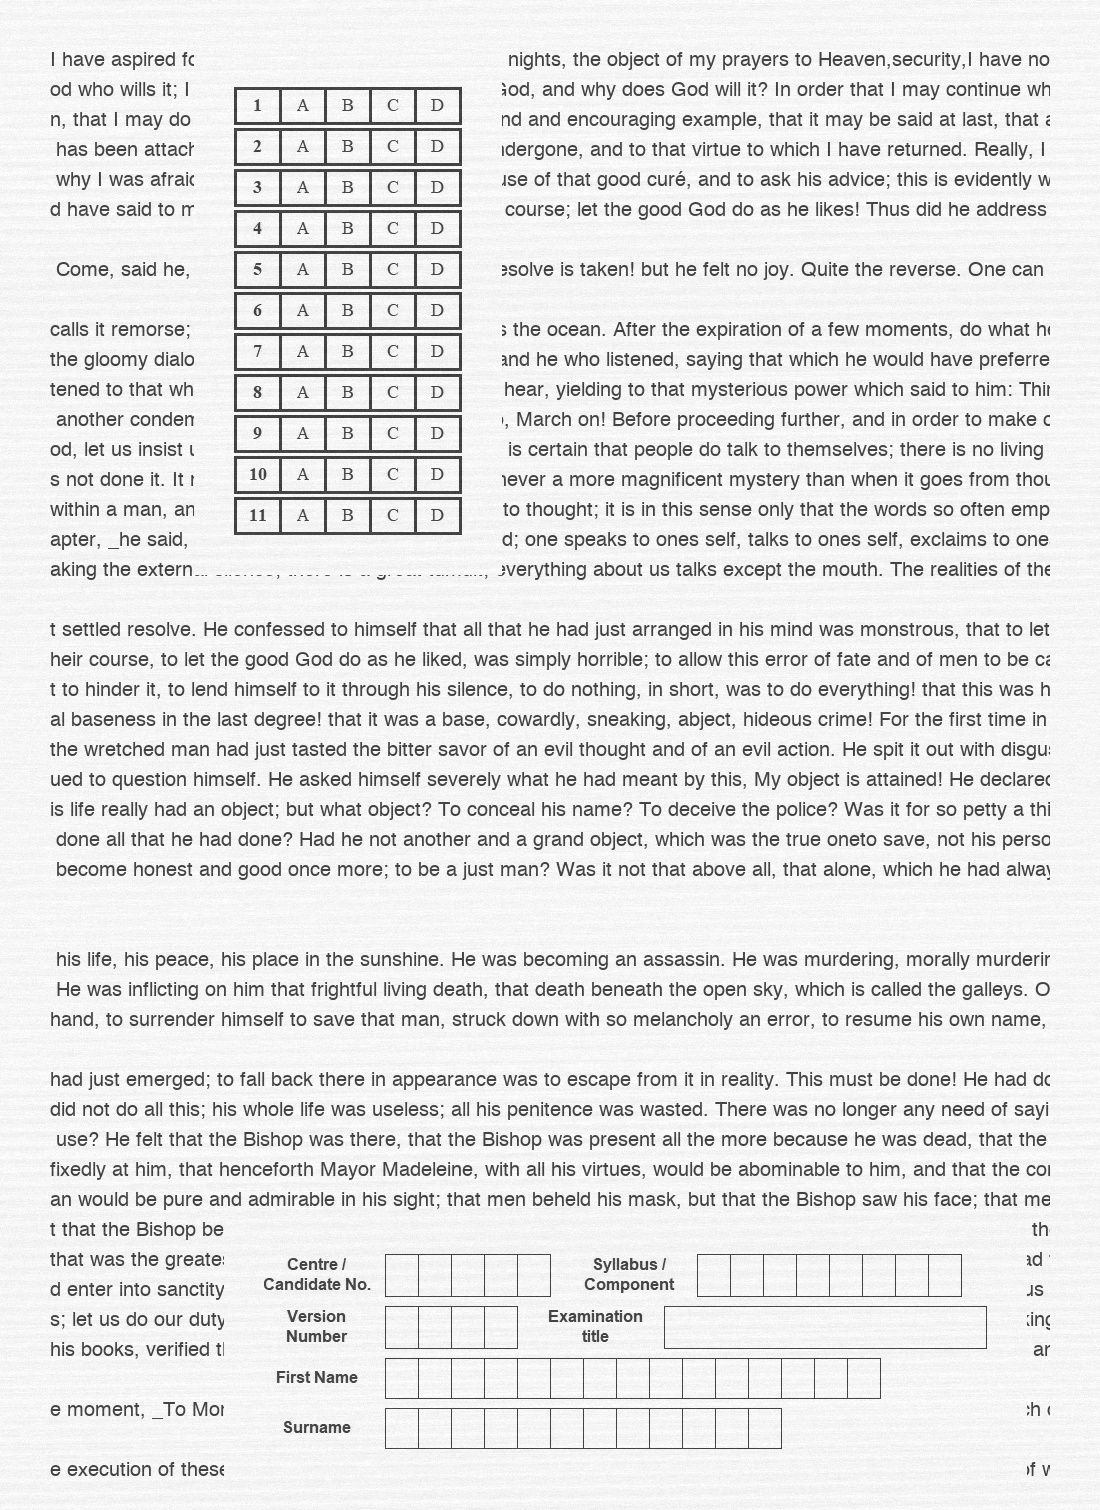 I have aspired nights, the object of my prayers to Heaven,security,I have no
od who wills it; I God, and why does God will it? In order that I may continue
n, that I may do and encouraging example, that it may be said at last, that
has been attach and to that virtue to which I have returned. Really, I
why I was of that good curé, and to ask his advice; this is evidently
d have said to course; let the good God do as he likes! Thus did he address
Come, said he, is taken! but he felt no joy. Quite the reverse. One can
calls it remorse; the ocean. After the expiration of a few moments, do what
the gloomy and he who listened, saying that which he would have
tened to that hear, yielding to that mysterious power which said to him:
another March on! Before proceeding further, and in order to make
od, let us insist is certain that people do talk to themselves; there is no living
s not done it. It never a more magnificent mystery than when it goes from
within a man, to thought; it is in this sense only that the words so often emp
apter, _he said, one speaks to ones self, talks to ones self, exclaims to one
aking the everything about us talks except the mouth. The realities of the
t settled resolve. He confessed to himself that all that he had just arranged in his mind was monstrous, that to let
heir course, to let the good God do as he liked, was simply horrible; to allow this error of fate and of men to be
t to hinder it, to lend himself to it through his silence, to do nothing, in short, was to do everything! that this was
al baseness in the last degree! that it was a base, cowardly, sneaking, abject, hideous crime! For the first time in
the wretched man had just tasted the bitter savor of an evil thought and of an evil action. He spit it out with
ued to question himself. He asked himself severely what he had meant by this, My object is attained! He declared
is life really had an object; but what object? To conceal his name? To deceive the police? Was it for so petty a
done all that he had done? Had he not another and a grand object, which was the true oneto save, not his perso
become honest and good once more; to be a just man? Was it not that above all, that alone, which he had
his life, his peace, his place in the sunshine. He was becoming an assassin. He was murdering, morally
He was inflicting on him that frightful living death, that death beneath the open sky, which is called the galleys. O
hand, to surrender himself to save that man, struck down with so melancholy an error, to resume his own name,
had just emerged; to fall back there in appearance was to escape from it in reality. This must be done! He had
did not do all this; his whole life was useless; all his penitence was wasted. There was no longer any need of sayi
use? He felt that the Bishop was there, that the Bishop was present all the more because he was dead, that the
fixedly at him, that henceforth Mayor Madeleine, with all his virtues, would be abominable to him, and that the
an would be pure and admirable in his sight; that men beheld his mask, but that the Bishop saw his face; that me
t that the Bishop be
that was the
d enter into sanctity us
s; let us do our duty
his books, verified
e moment, _To
e execution of these
1 A B C D
2 A B C D
3 A B C D
4 A B C D
5 A B C D
6 A B C D
7 A B C D
8 A B C D
9 A B C D
10 A B C D
11 A B C D
Centre / Candidate No.
Syllabus / Component
Version Number
Examination title
First Name
Surname